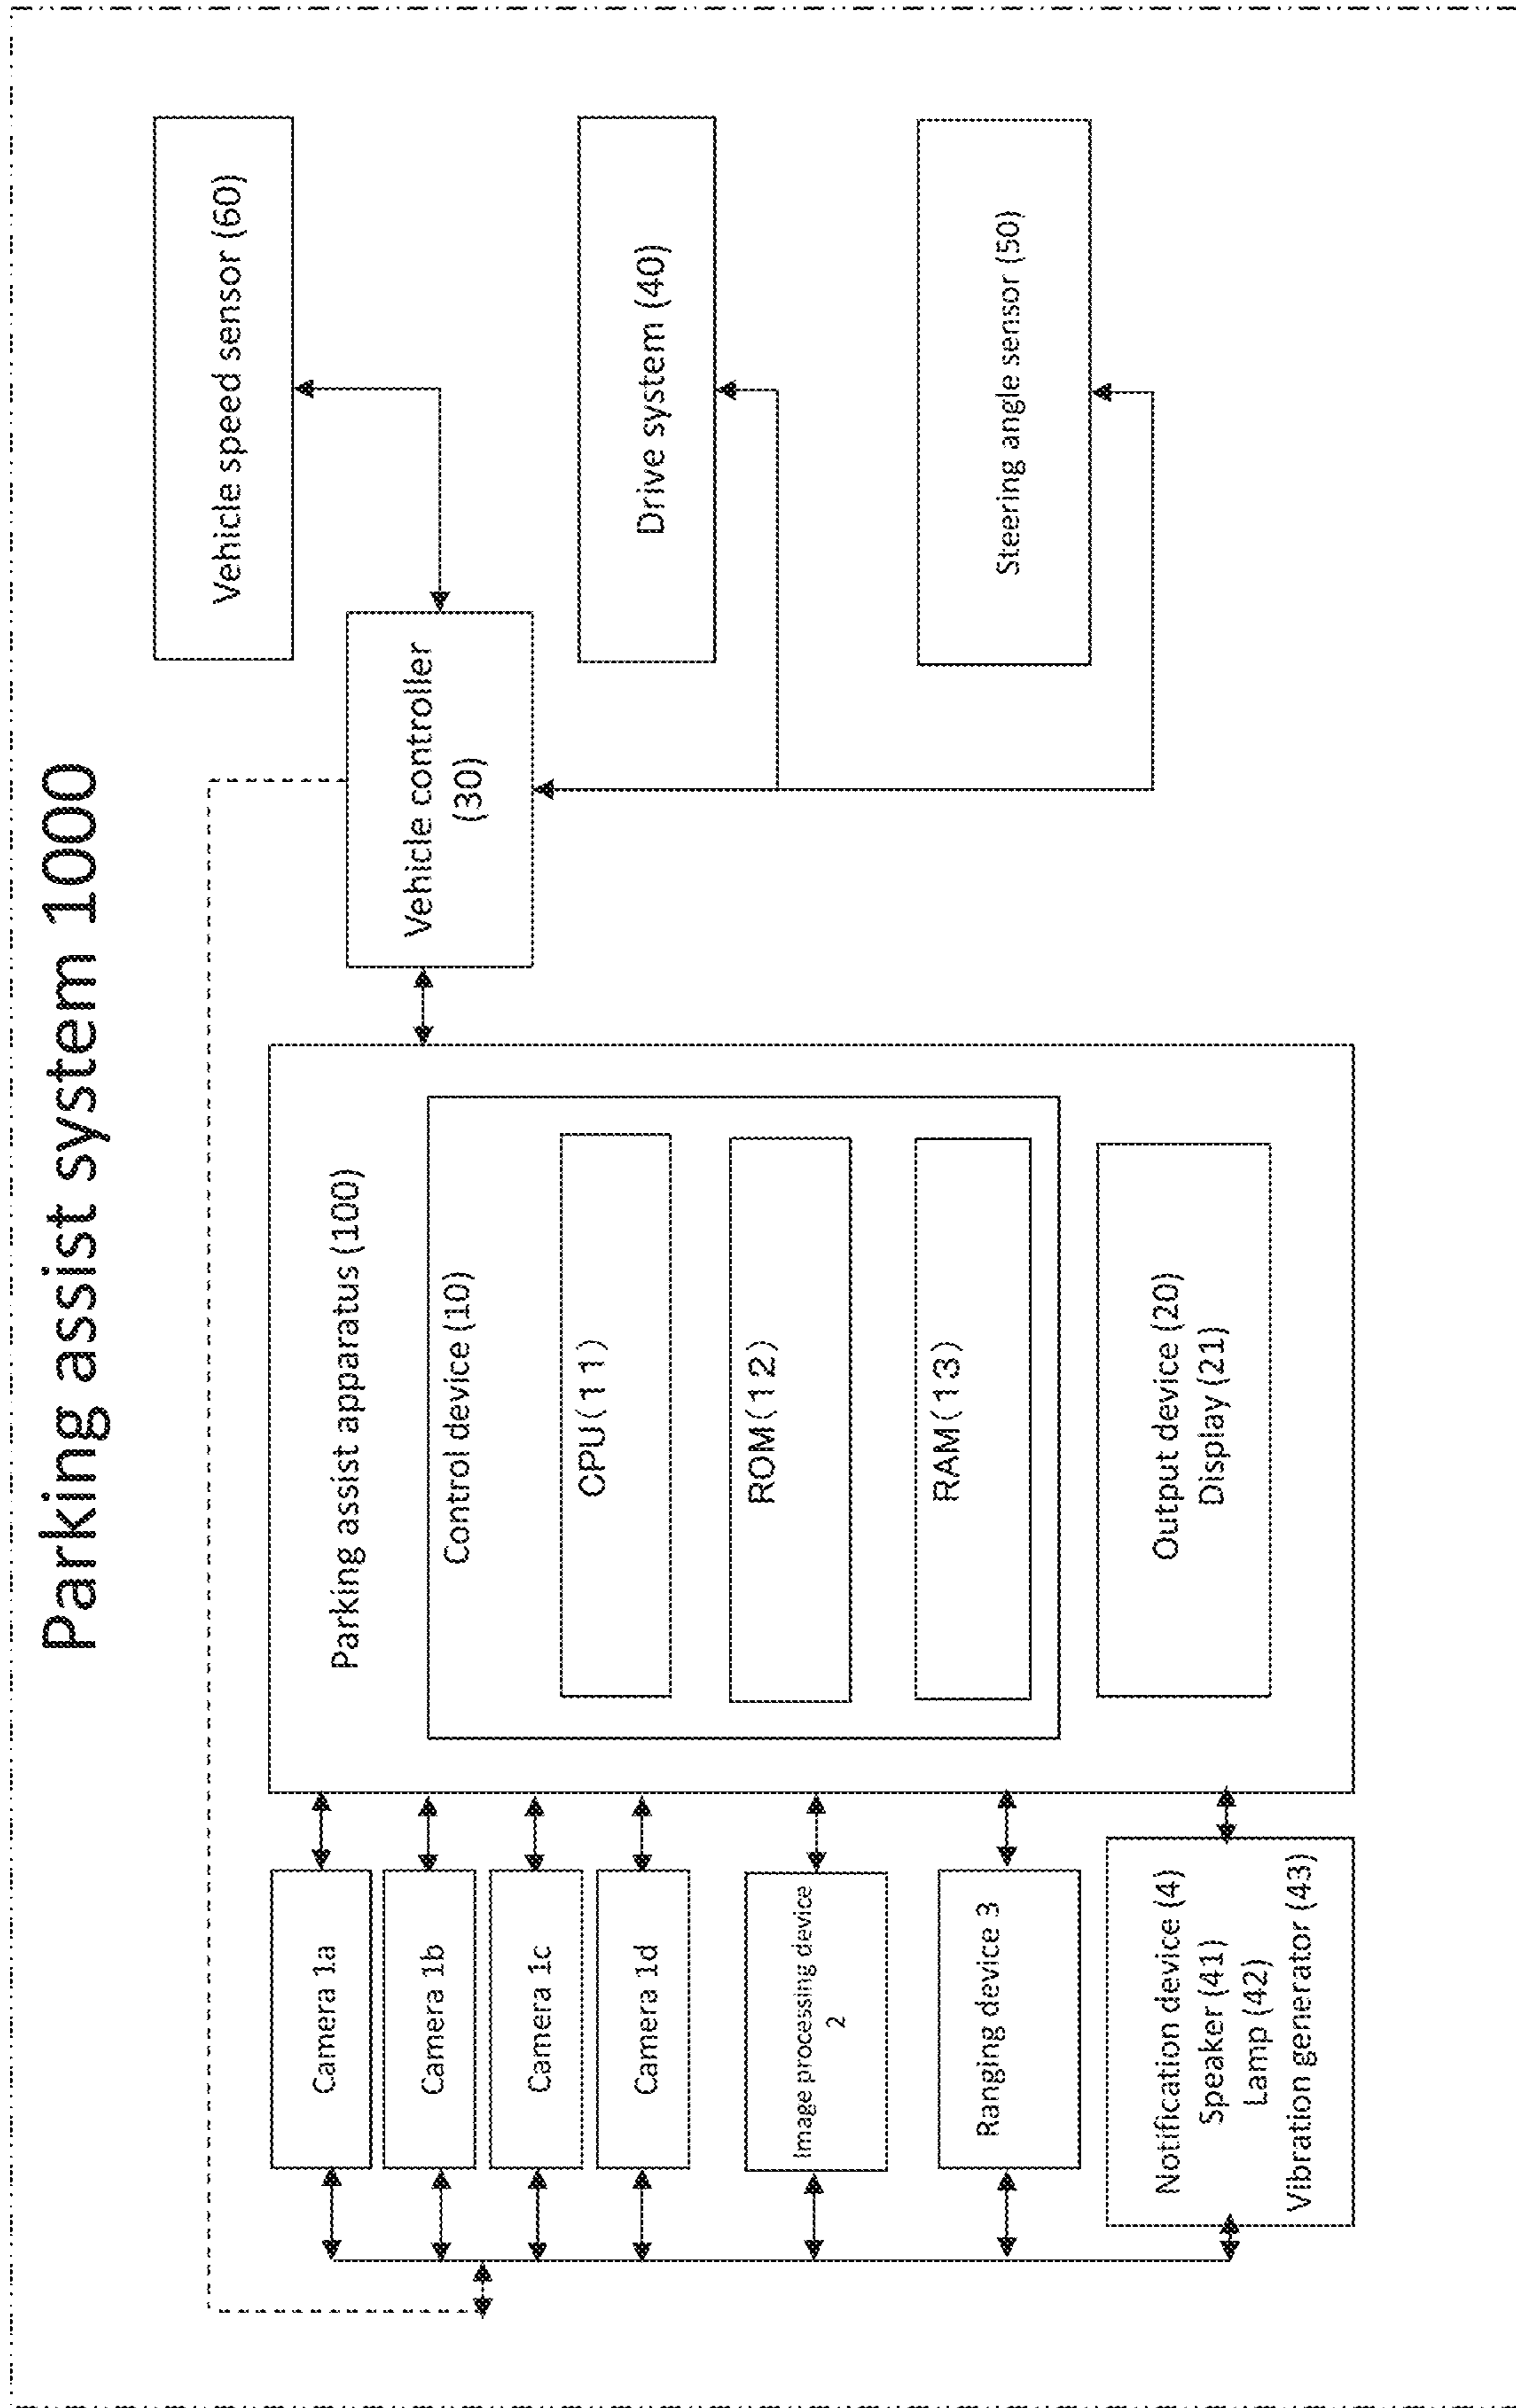 Parking assist system 1000
Camera 1a
Camera 1b
Camera 1c
Camera 1d
Image processing device
2
Ranging device 3
Notification device (4)
Speaker (41)
Lamp (42)
Vibration generator (43)
Parking assist apparatus (100)
Control device (10)
CPU(11)
ROM(12)
RAM(13)
Output device (20)
Display (21)
Vehicle controller
(30)
Vehicle speed sensor (60)
Drive system (40)
Steering angle sensor (50)